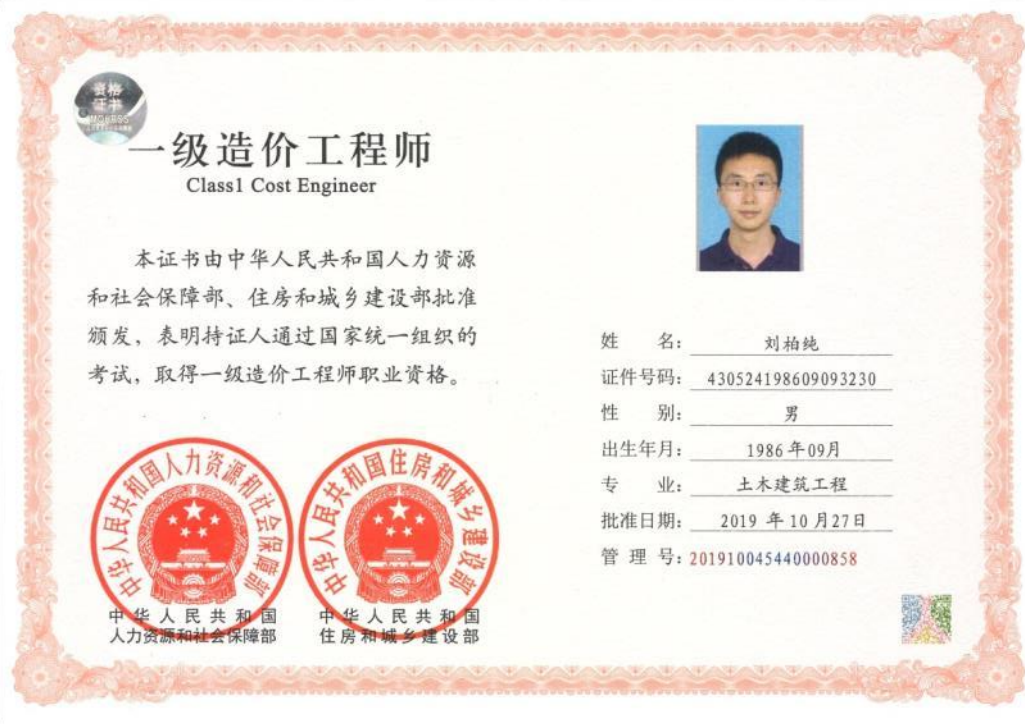 资格
证书
MOHRSS
一级造价工程师
Class1 Cost Engineer
本证书由中华人民共和国人力资源
和社会保障部、住房和城乡建设部批准
颁发，表明持证人通过国家统一组织的
考试，取得一级造价工程师职业资格。
姓 名： 刘柏纯
证件号码： 430524198609093230
性 别： 男
出生年月： 1986年09月
专 业： 土木建筑工程
批准日期： 2019 年 10 月27日
管 理 号: 201910045440000858
中华人民共和国人力资源和社会保障部
中华人民共和国住房和城乡建设部
中华人民共和国
人力资源和社会保障部
中华人民共和国
住房和城乡建设部